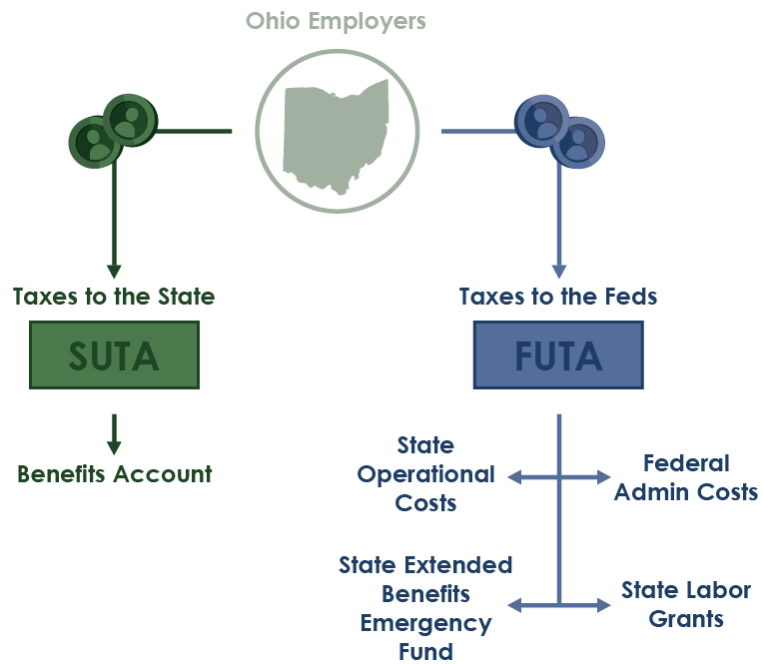 Ohio Employers
Taxes to the State
SUTA
Benefits Account
Taxes to the Feds
FUTA
State
Operational
Costs
Federal
Admin Costs
State Extended
Benefits
Emergency
Fund
State Labor
Grants